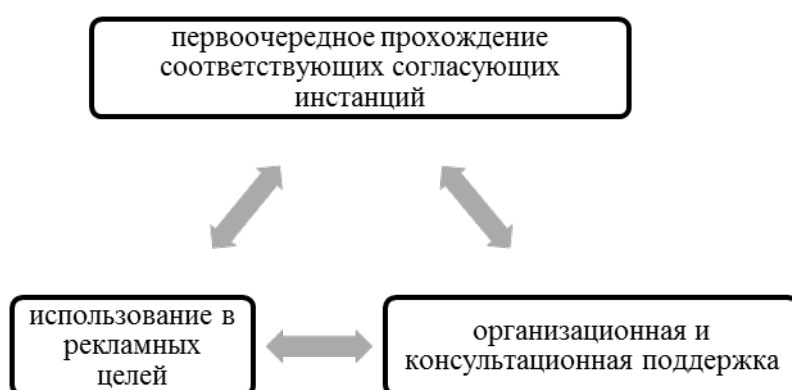 первоочередное прохождение
соответствующих согласующих
инстанций
использование в
рекламных
целей
организационная и
консультационная поддержка